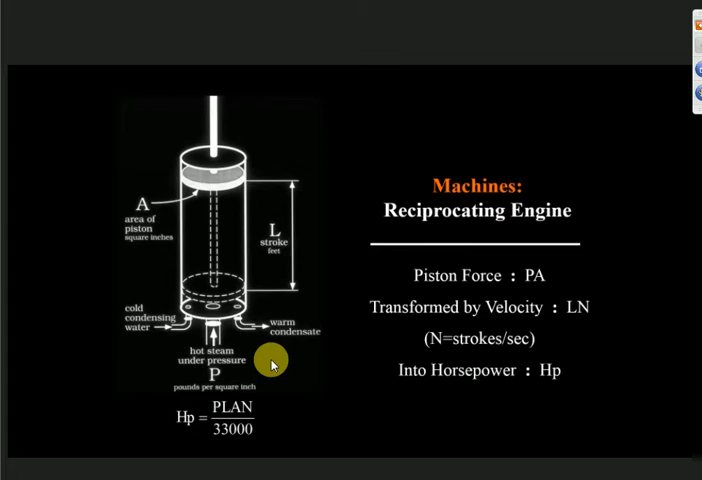 A
area of
piston
square inches
L
stroke
feet
cold
condensing
water
warm
condensate
hot steam
under pressure
P
pounds per square inch
Hp = PLAN
33000
Machines:
Reciprocating Engine
Piston Force : PA
Transformed by Velocity : LN
(N=strokes/sec)
Into Horsepower : Hp